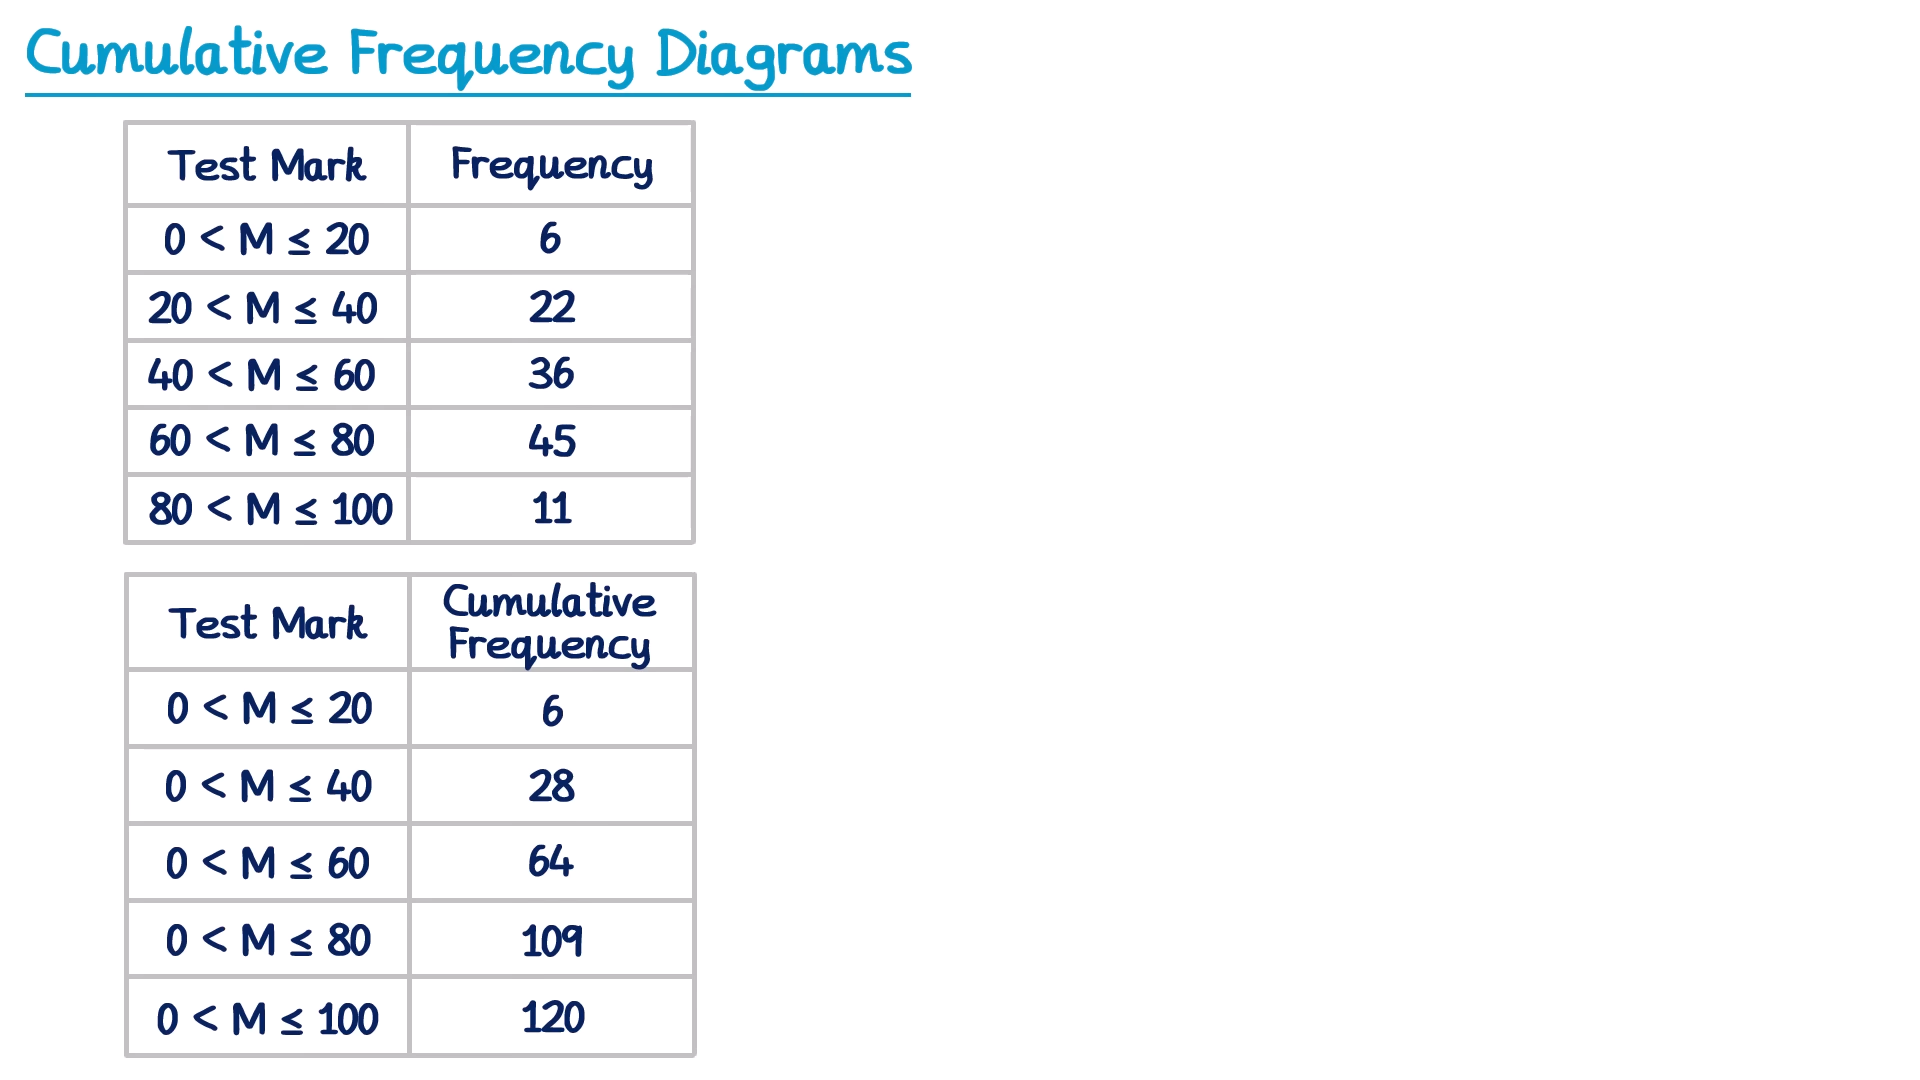 Cumulative Frequency Diagrams
Test Mark Frequency
0 < M ≤ 20 6
20 < M ≤ 40 22
40 < M ≤ 60 36
60 < M ≤ 80 45
80 < M ≤ 100 11
Test Mark Cumulative
Frequency
0 < M ≤ 20 6
0 < M ≤ 40 28
0 < M ≤ 60 64
0 < M ≤ 80 109
0 < M ≤ 100 120